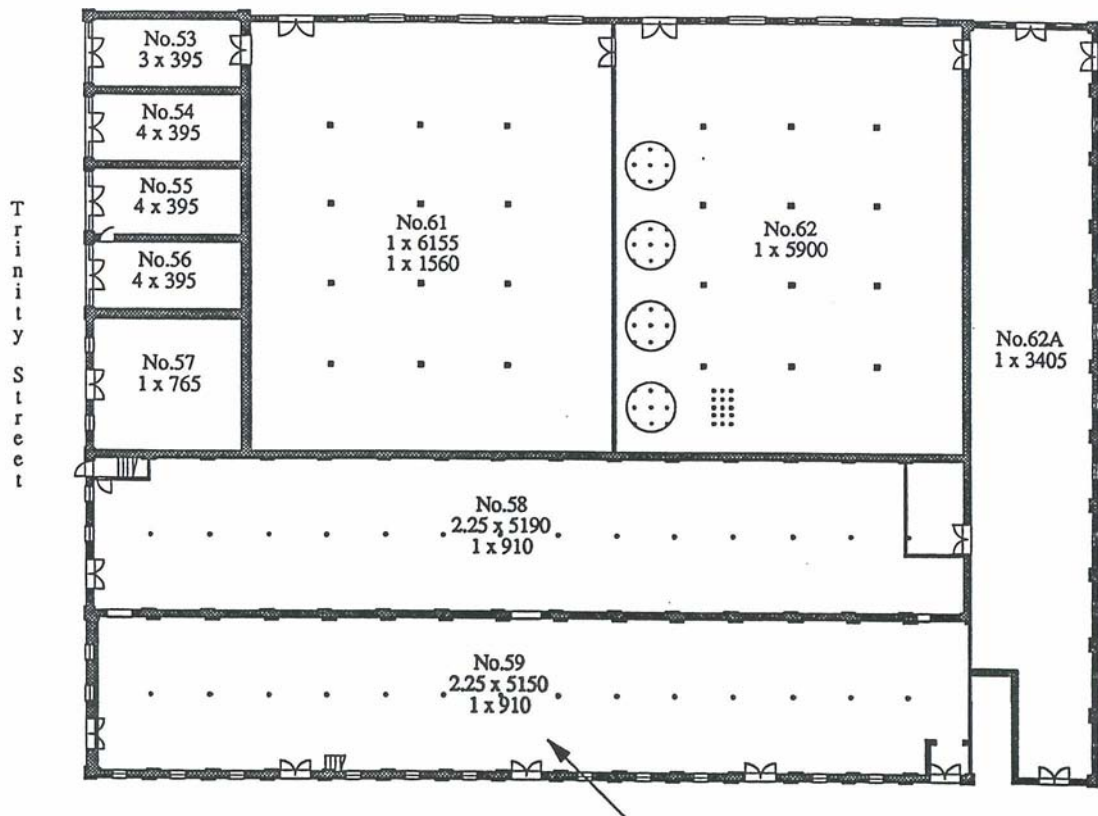 No.53
3 x 395
No.54
4 x 395
No.55
4 x 395
No.56
4 x 395
No.57
1 x 765
No.61
1 x 6155
1 x 1560
No.62
1 x 5900
No.62A
1 x 3405
Trinity Street
No.58
2.25 x 5190
1 x 910
No.59
2.25 x 5150
1 x 910